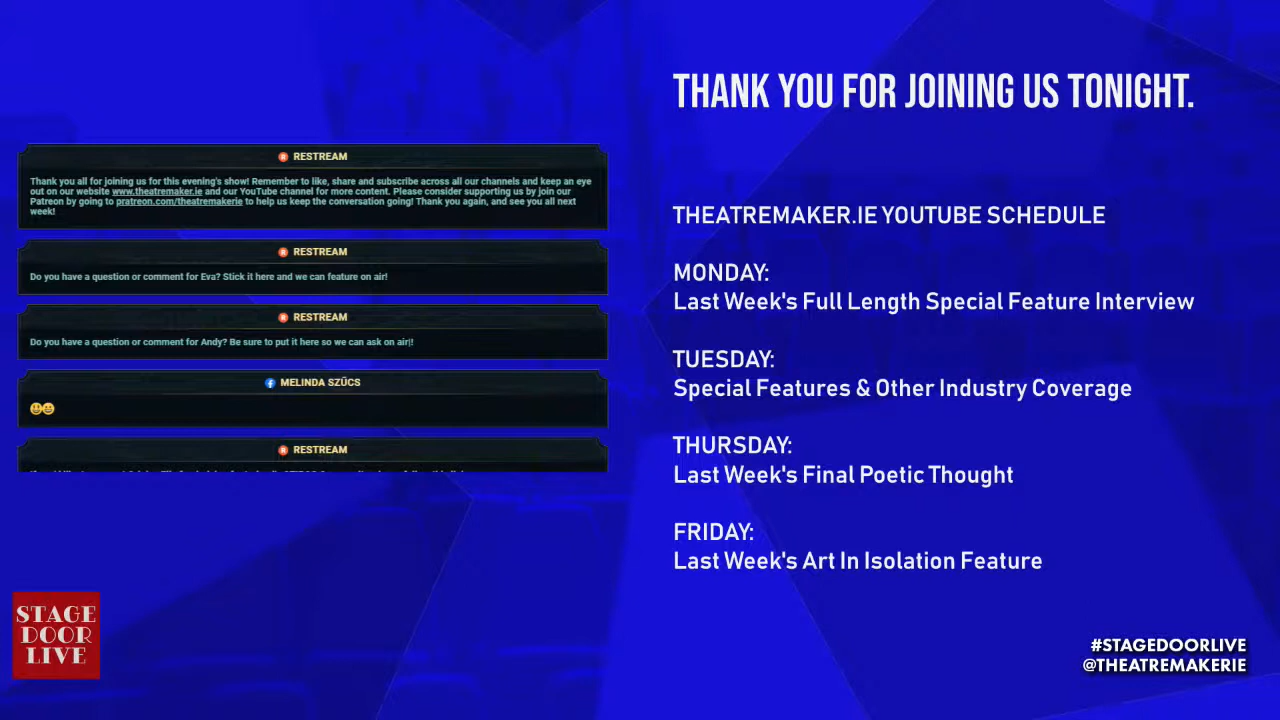 RESTREAM
Thank you all for joining us for this evening's show! Remember to like, share and subscribe across all our channels and keep an eye
out on our website www.theatremaker.ie and our YouTube channel for more content. Please consider supporting us by join our
Patreon by going to pratreon.com/theatremakerie to help us keep the conversation going! Thank you again, and see you all next
week!
RESTREAM
Do you have a question or comment for Eva? Stick it here and we can feature on air!
RESTREAM
Do you have a question or comment for Andy? Be sure to put it here so we can ask on air|!
MELINDA SZŰCS
😃😀
RESTREAM
THANK YOU FOR JOINING US TONIGHT.
THEATREMAKER.IE YOUTUBE SCHEDULE
MONDAY:
Last Week's Full Length Special Feature Interview
TUESDAY:
Special Features & Other Industry Coverage
THURSDAY:
Last Week's Final Poetic Thought
FRIDAY:
Last Week's Art In Isolation Feature
STAGE
DOOR
LIVE
#STAGEDOORLIVE
@THEATREMAKERIE